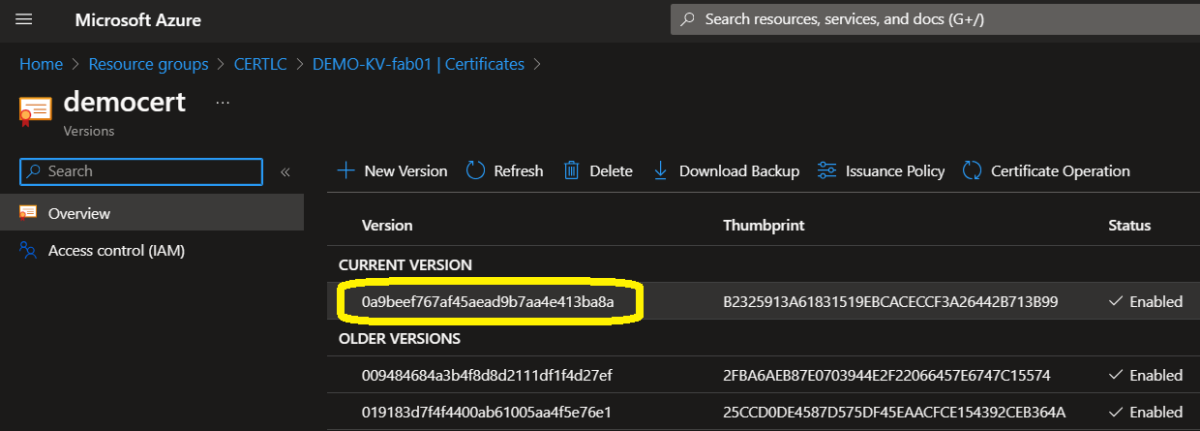 Microsoft Azure
Search resources, services, and docs (G+/)
Home > Resource groups > CERTLC > DEMO-KV-fab01 | Certificates >
democert ...
Versions
Search «
New Version Refresh Delete Download Backup Issuance Policy Certificate Operation
Overview
Access control (IAM)
Version Thumbprint Status
CURRENT VERSION
0a9beef767af45aead9b7aa4e413ba8a B2325913A61831519EBCACECCF3A26442B713B99 Enabled
OLDER VERSIONS
009484684a3b4f8d8d2111df1f4d27ef 2FBA6AEB87E0703944E2F22066457E6747C15574 Enabled
019183d7f4f4400ab61005aa4f5e76e1 25CCD0DE4587D575DF45EAACFCE154392CEB364A Enabled